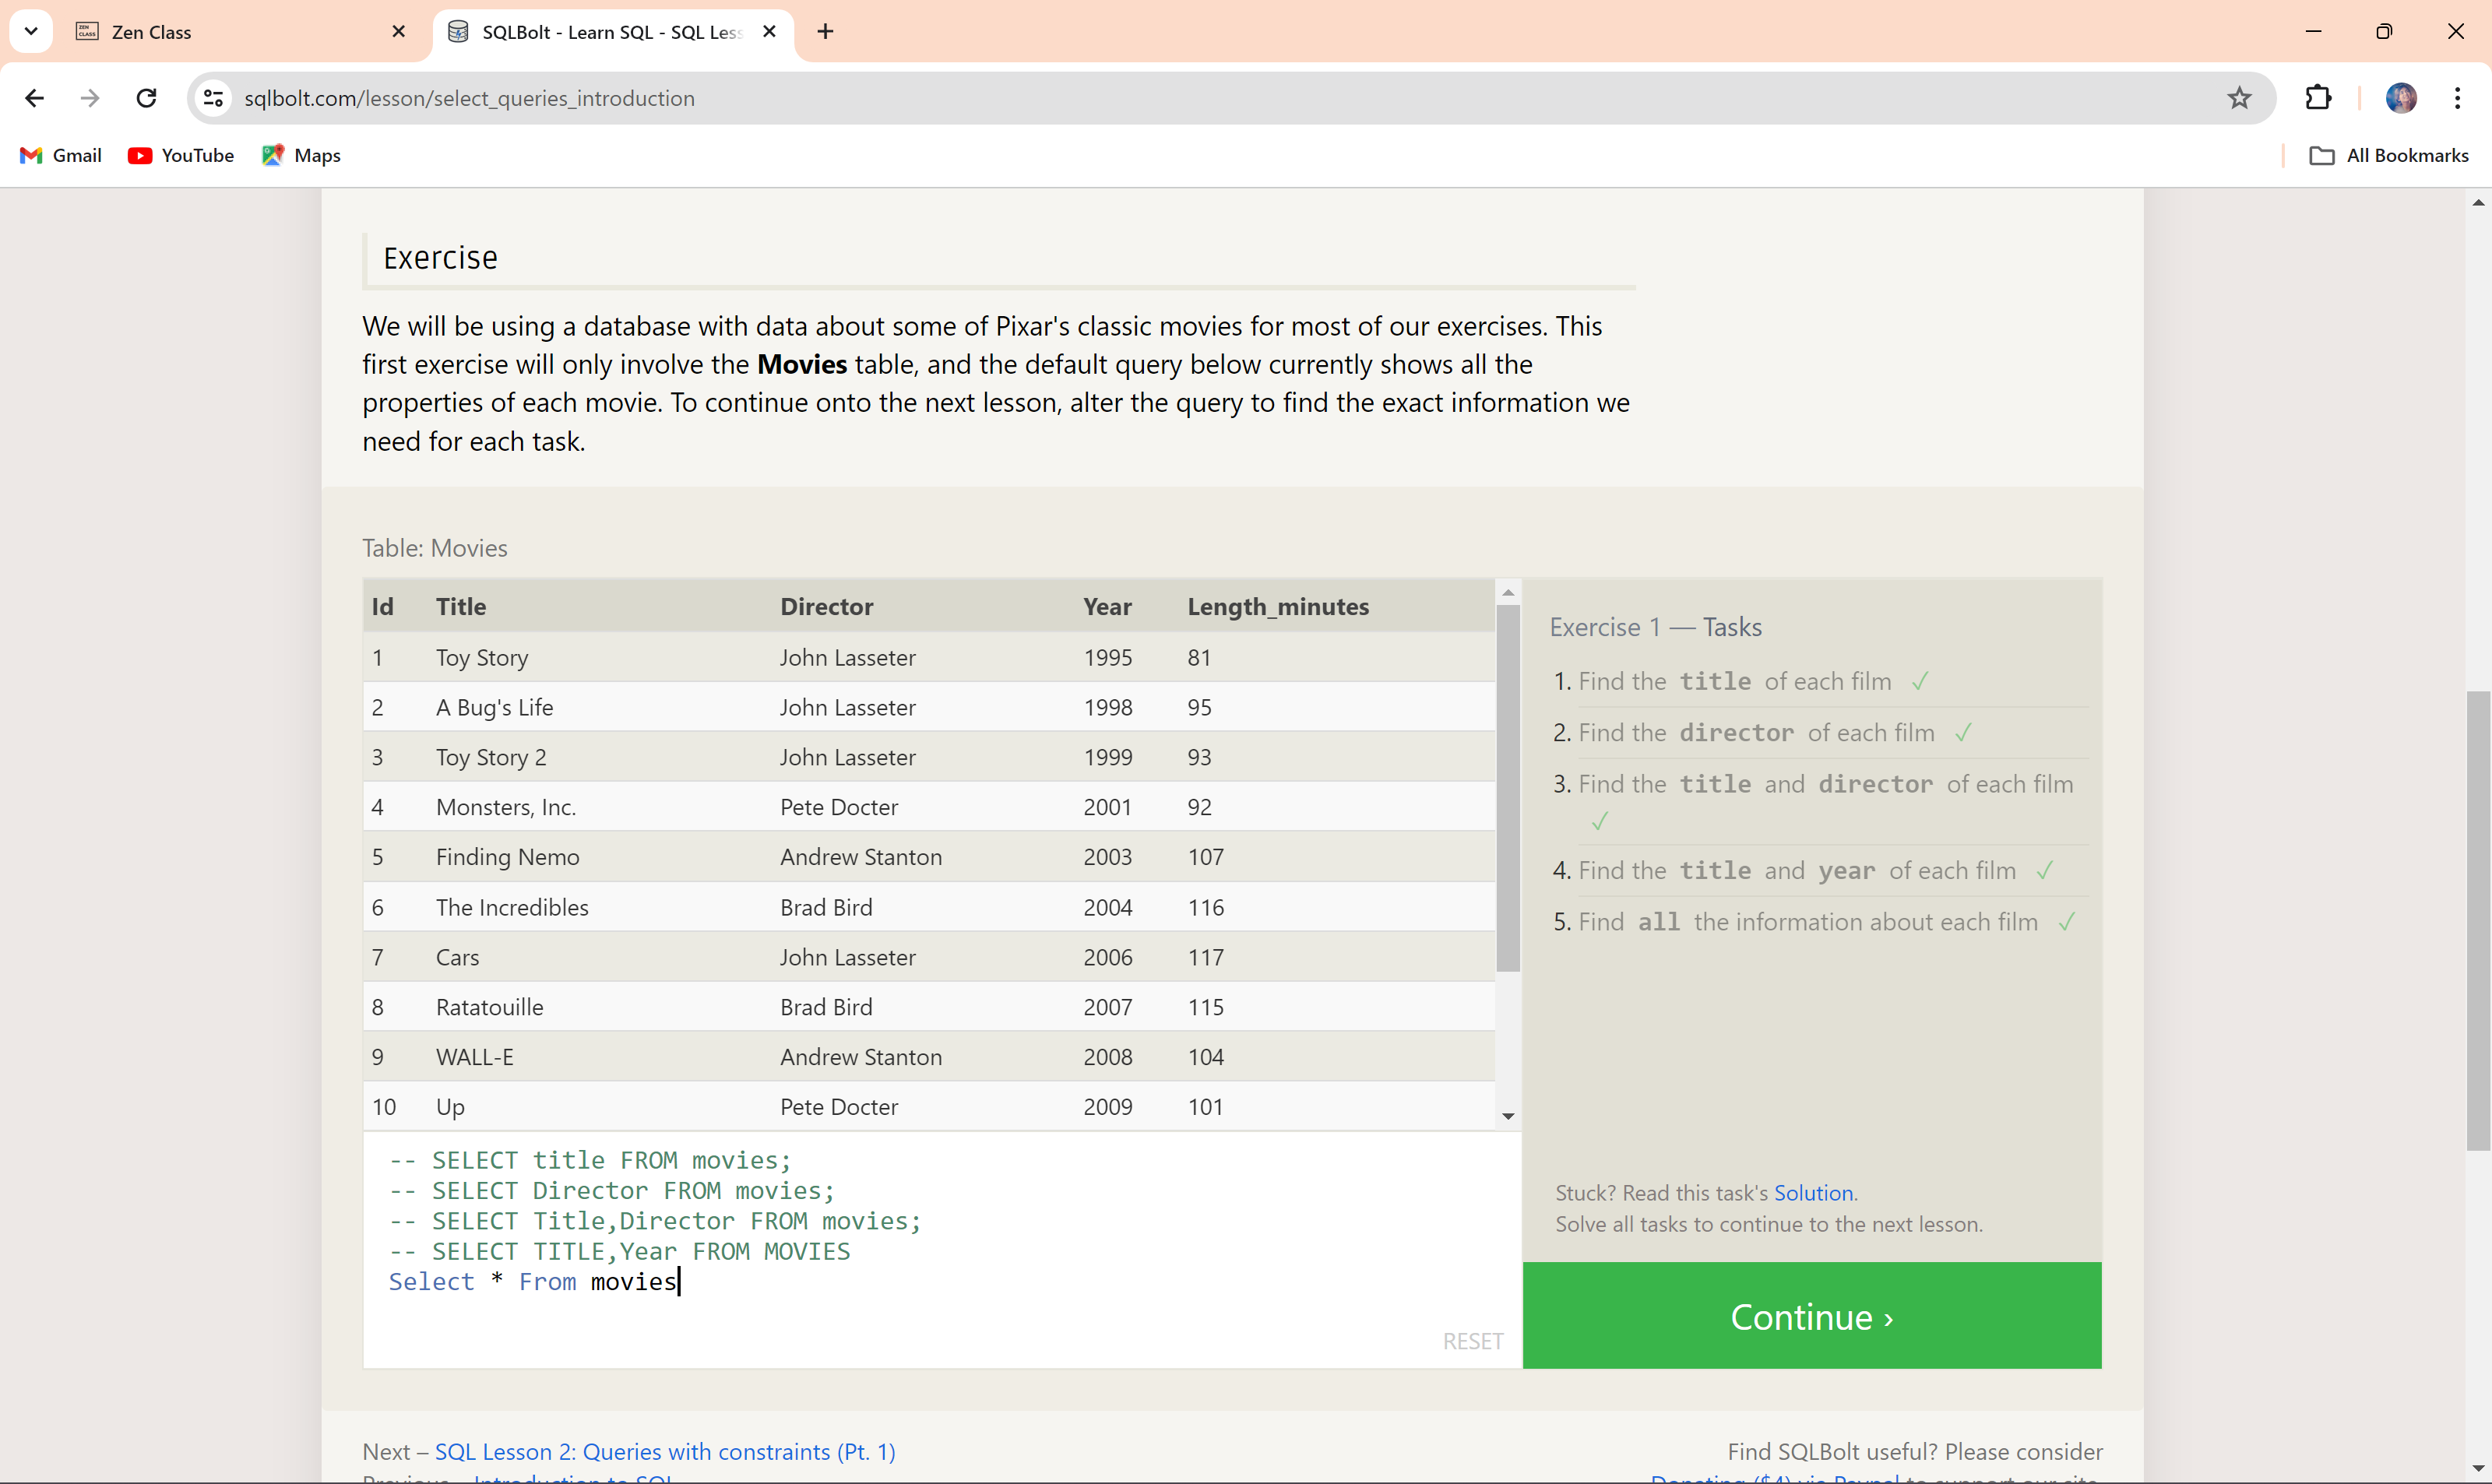 Zen Class
SQLBolt - Learn SQL - SQL Les
sqlbolt.com/lesson/select_queries_introduction
Gmail YouTube Maps All Bookmarks
Exercise
We will be using a database with data about some of Pixar's classic movies for most of our exercises. This
first exercise will only involve the Movies table, and the default query below currently shows all the
properties of each movie. To continue onto the next lesson, alter the query to find the exact information we
need for each task.
Table: Movies
Id Title Director Year Length_minutes
1 Toy Story John Lasseter 1995 81
2 A Bug's Life John Lasseter 1998 95
3 Toy Story 2 John Lasseter 1999 93
4 Monsters, Inc. Pete Docter 2001 92
5 Finding Nemo Andrew Stanton 2003 107
6 The Incredibles Brad Bird 2004 116
7 Cars John Lasseter 2006 117
8 Ratatouille Brad Bird 2007 115
9 WALL-E Andrew Stanton 2008 104
10 Up Pete Docter 2009 101
-- SELECT title FROM movies;
-- SELECT Director FROM movies;
-- SELECT Title,Director FROM movies;
-- SELECT TITLE,Year FROM MOVIES
Select * From movies
RESET
Exercise 1 — Tasks
1. Find the title of each film ✓
2. Find the director of each film ✓
3. Find the title and director of each film
✓
4. Find the title and year of each film ✓
5. Find all the information about each film ✓
Stuck? Read this task's Solution.
Solve all tasks to continue to the next lesson.
Continue ›
Next – SQL Lesson 2: Queries with constraints (Pt. 1)
Previous – Introduction to SQL
Find SQLBolt useful? Please consider
Donating ($4) via Paypal to support our site.